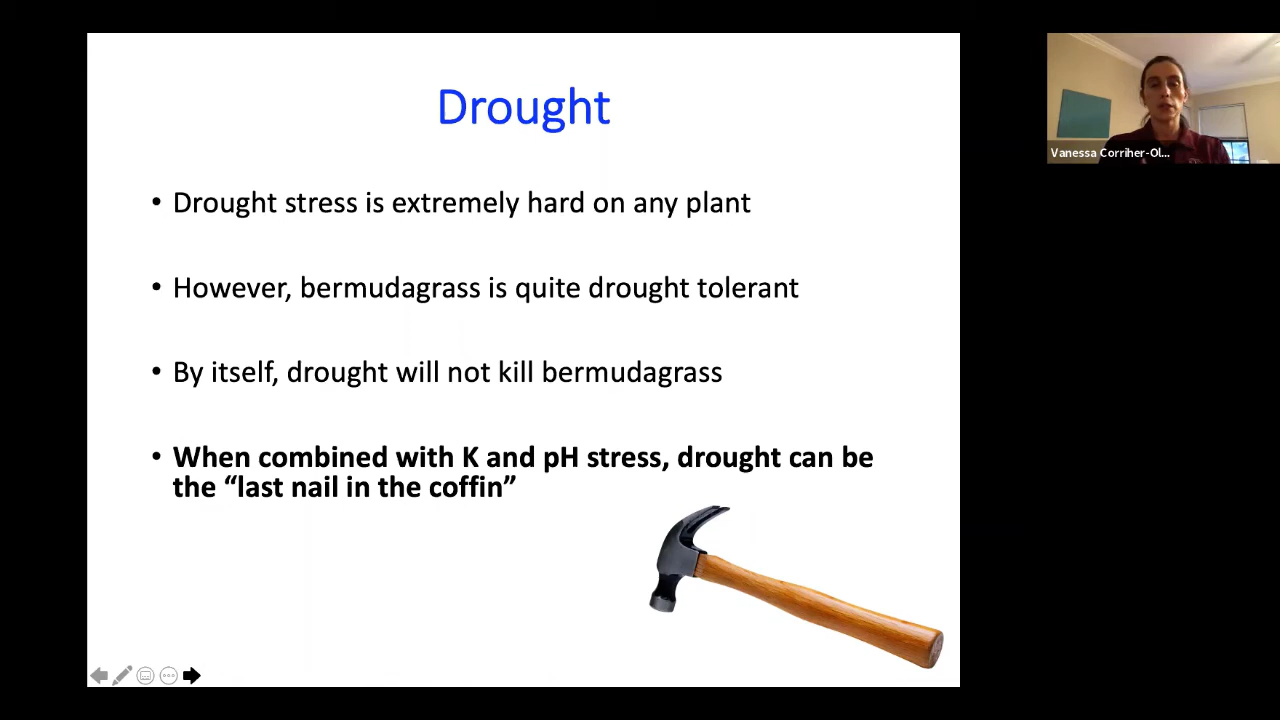 Drought
• Drought stress is extremely hard on any plant
• However, bermudagrass is quite drought tolerant
• By itself, drought will not kill bermudagrass
• When combined with K and pH stress, drought can be
the “last nail in the coffin”
Vanessa Corriher-Ol...